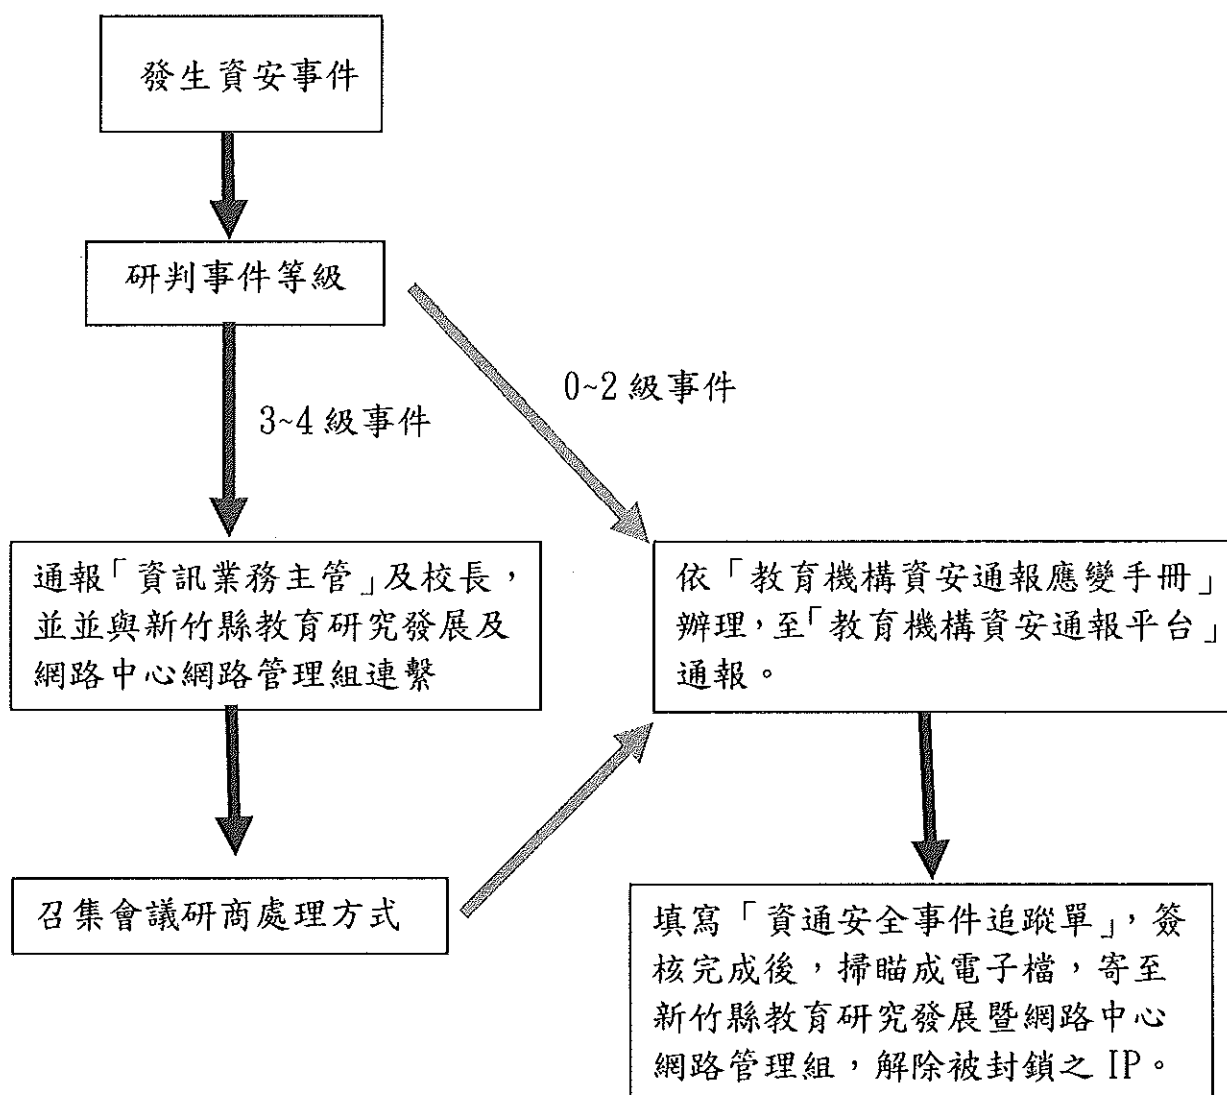 發生資安事件
研判事件等級
0~2 級事件
3~4 級事件
通報「資訊業務主管」及校長，
並並與新竹縣教育研究發展及
網路中心網路管理組連繫
依「教育機構資安通報應變手冊」
辦理，至「教育機構資安通報平台」
通報。
召集會議研商處理方式
填寫「資通安全事件追蹤單」，簽
核完成後，掃瞄成電子檔，寄至
新竹縣教育研究發展暨網路中心
網路管理組，解除被封鎖之 IP。